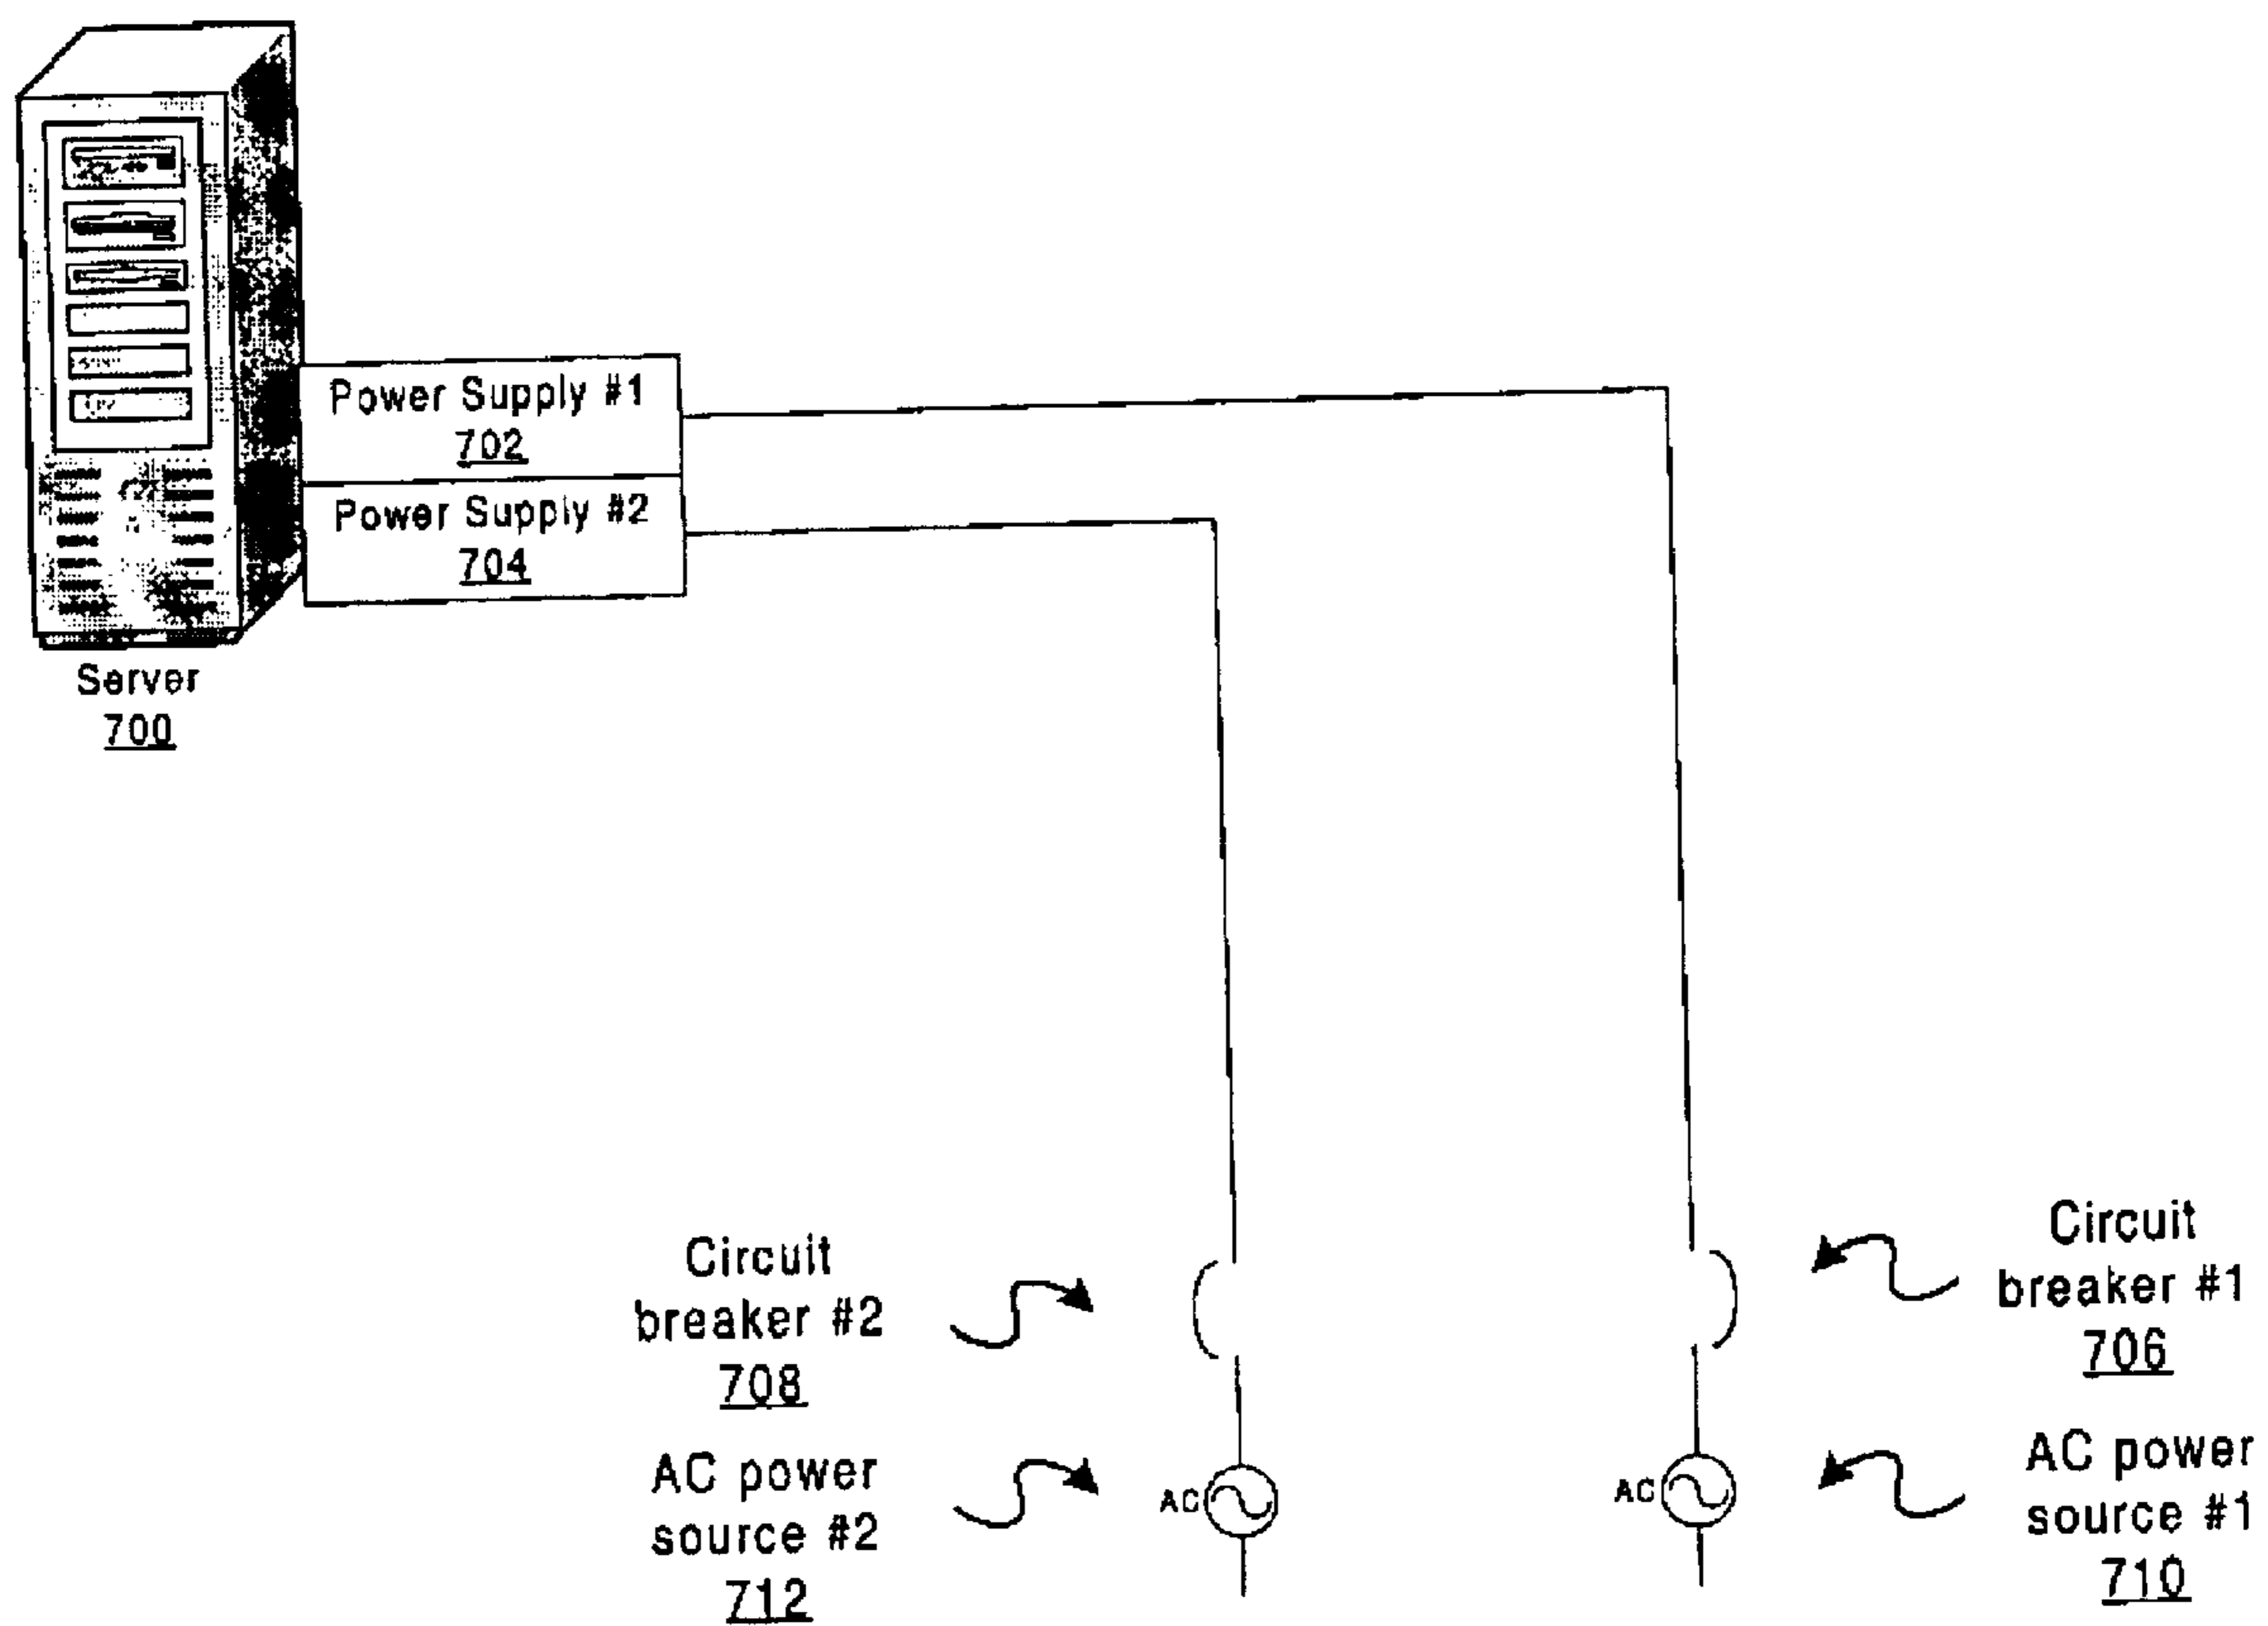 Power Supply #1
702
Power Supply #2
704
Server
700
Circuit
breaker #2
708
Circuit
breaker #1
706
AC power
source #2
712
AC
AC
AC power
source #1
710